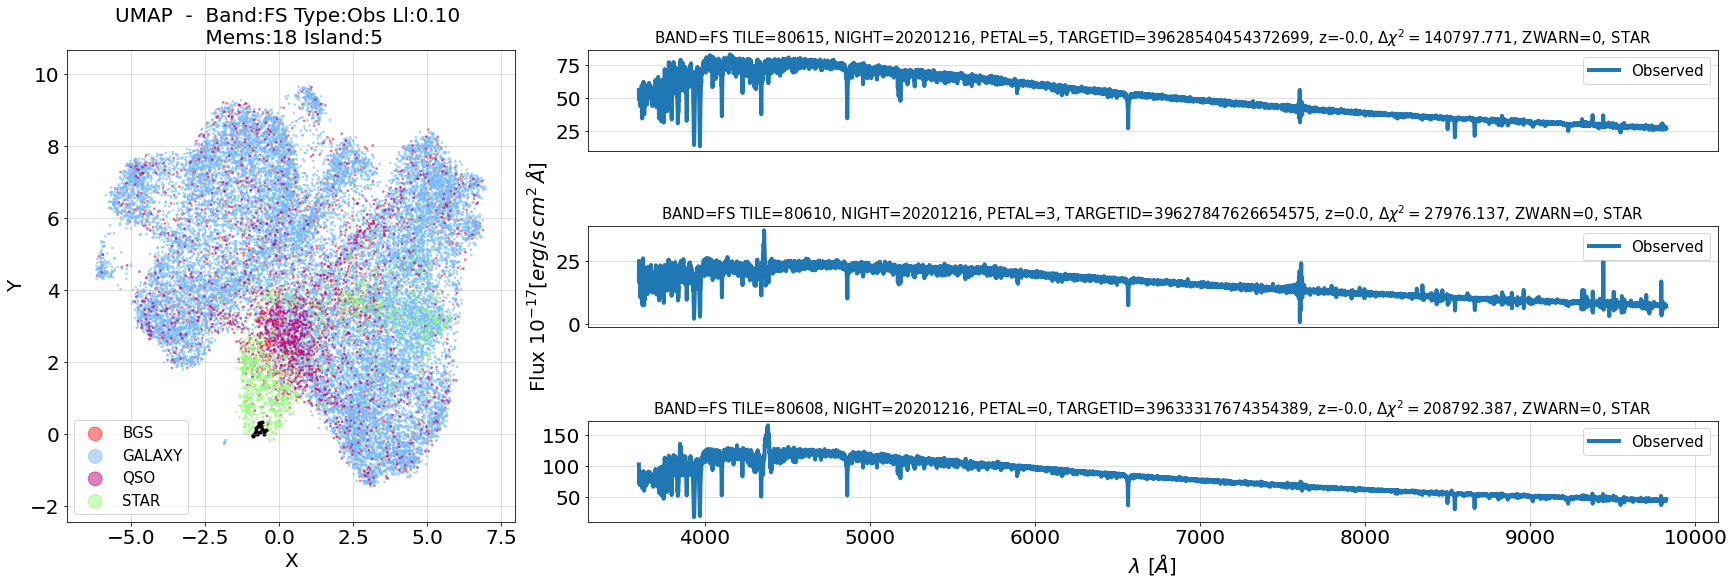 UMAP - Band:FS Type:Obs Ll:0.10
Mems:18 Island:5
10
8
6
4
2
0
−2
Y
−5.0 −2.5 0.0 2.5 5.0 7.5
X
BGS
GALAXY
QSO
STAR
Flux 10^{-17}[erg/s cm^2 Å]
BAND=FS TILE=80615, NIGHT=20201216, PETAL=5, TARGETID=39628540454372699, z=-0.0, Δχ² = 140797.771, ZWARN=0, STAR
75
50
25
Observed
BAND=FS TILE=80610, NIGHT=20201216, PETAL=3, TARGETID=39627847626654575, z=0.0, Δχ² = 27976.137, ZWARN=0, STAR
25
0
Observed
BAND=FS TILE=80608, NIGHT=20201216, PETAL=0, TARGETID=39633317674354389, z=-0.0, Δχ² = 208792.387, ZWARN=0, STAR
150
100
50
Observed
4000 5000 6000 7000 8000 9000 10000
λ [Å]